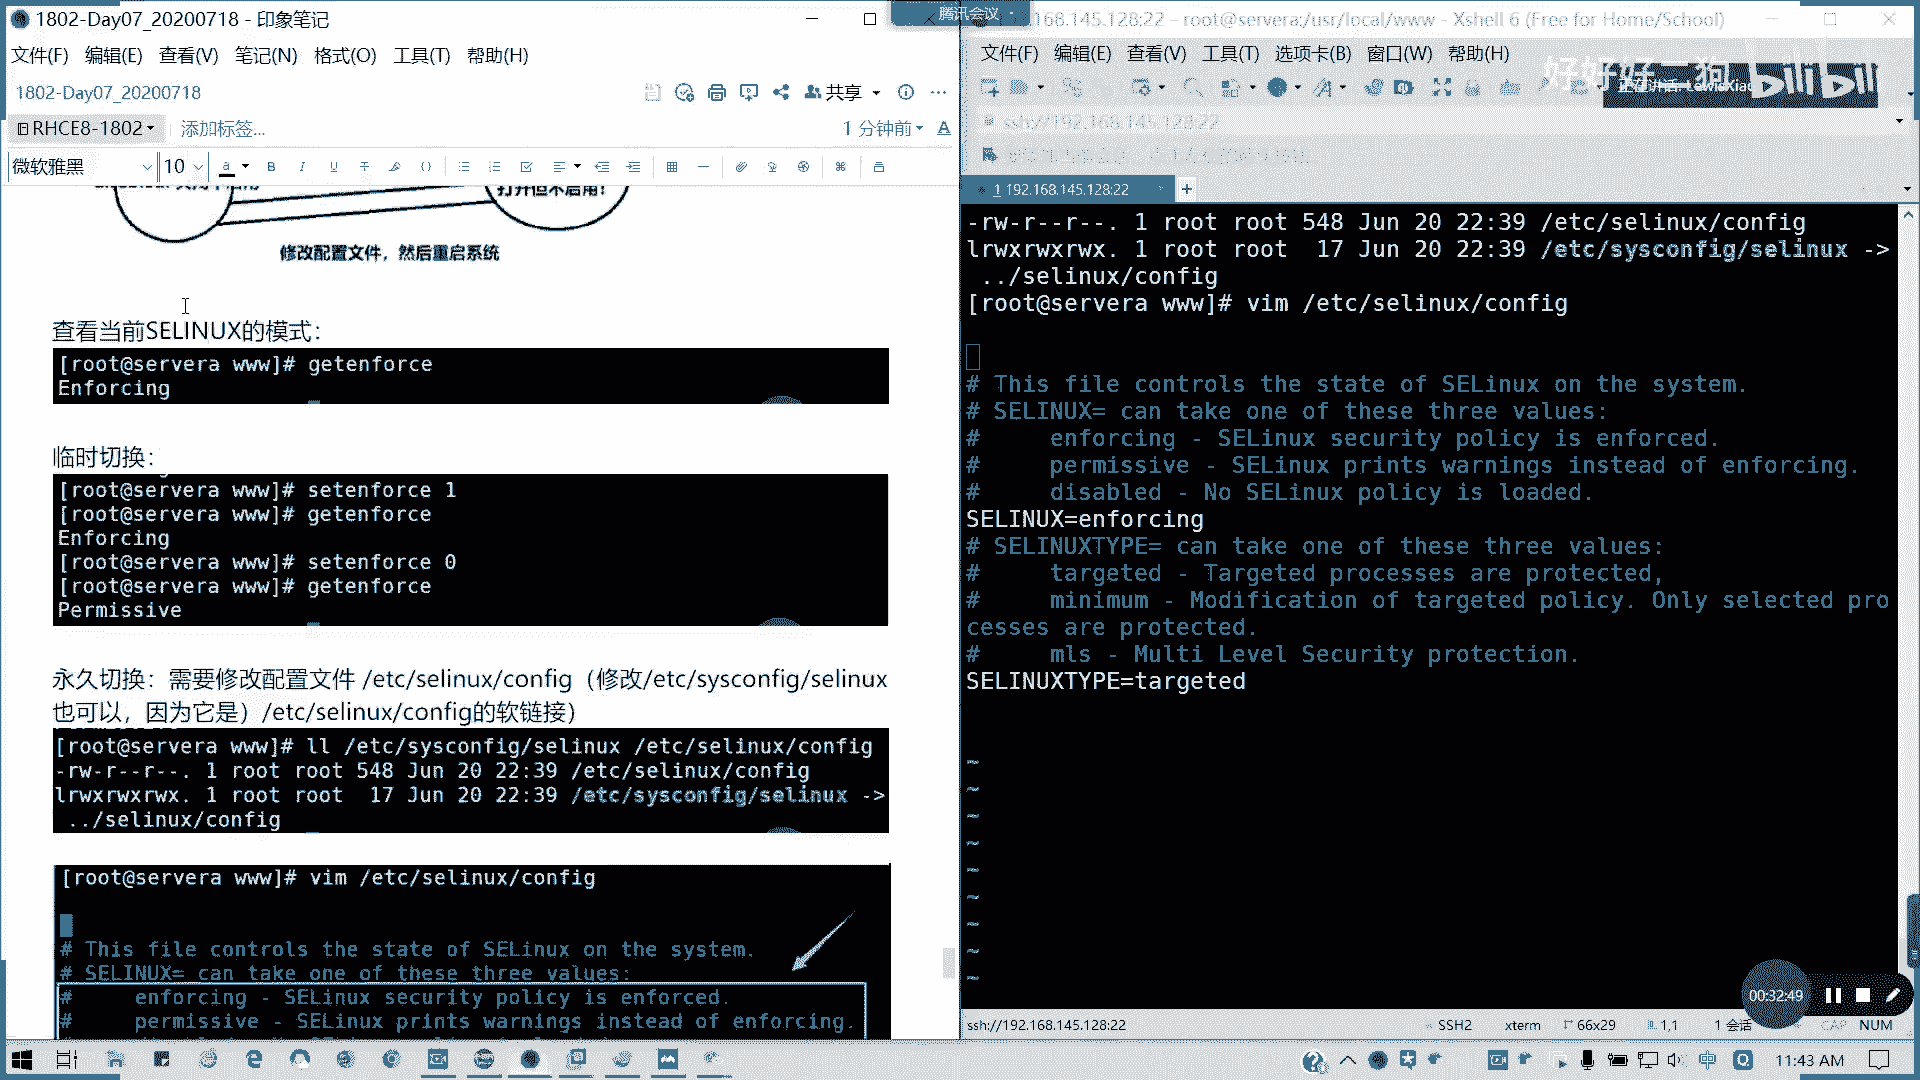 1802-Day07_20200718 - 印象笔记
文件(F) 编辑(E) 查看(V) 笔记(N) 格式(O) 工具(T) 帮助(H)
1802-Day07_20200718
共享
RHCE8-1802
添加标签...
1 分钟前
微软雅黑 10
打开但不启用!
修改配置文件，然后重启系统
查看当前SELINUX的模式：
[root@servera www]# getenforce
Enforcing
临时切换：
[root@servera www]# setenforce 1
[root@servera www]# getenforce
Enforcing
[root@servera www]# setenforce 0
[root@servera www]# getenforce
Permissive
永久切换：需要修改配置文件 /etc/selinux/config（修改/etc/sysconfig/selinux
也可以，因为它是）/etc/selinux/config的软链接）
[root@servera www]# ll /etc/sysconfig/selinux /etc/selinux/config
-rw-r--r--. 1 root root 548 Jun 20 22:39 /etc/selinux/config
lrwxrwxrwx. 1 root root  17 Jun 20 22:39 /etc/sysconfig/selinux ->
../selinux/config
[root@servera www]# vim /etc/selinux/config
# This file controls the state of SELinux on the system.
# SELINUX= can take one of these three values:
#     enforcing - SELinux security policy is enforced.
#     permissive - SELinux prints warnings instead of enforcing.
腾讯会议
192.168.145.128:22 - root@servera:/usr/local/www - Xshell 6 (Free for Home/School)
文件(F) 编辑(E) 查看(V) 工具(T) 选项卡(B) 窗口(W) 帮助(H)
好好好二狗
bilibili
ssh://192.168.145.128:22
1 192.168.145.128:22
-rw-r--r--. 1 root root 548 Jun 20 22:39 /etc/selinux/config
lrwxrwxrwx. 1 root root  17 Jun 20 22:39 /etc/sysconfig/selinux ->
../selinux/config
[root@servera www]# vim /etc/selinux/config
# This file controls the state of SELinux on the system.
# SELINUX= can take one of these three values:
#     enforcing - SELinux security policy is enforced.
#     permissive - SELinux prints warnings instead of enforcing.
#     disabled - No SELinux policy is loaded.
SELINUX=enforcing
# SELINUXTYPE= can take one of these three values:
#     targeted - Targeted processes are protected,
#     minimum - Modification of targeted policy. Only selected pro
cesses are protected.
#     mls - Multi Level Security protection.
SELINUXTYPE=targeted
~
~
~
~
~
~
~
~
~
00:32:49
ssh://192.168.145.128:22 SSH2 xterm 66x29 1,1 1 会话 CAP NUM
中
11:43 AM